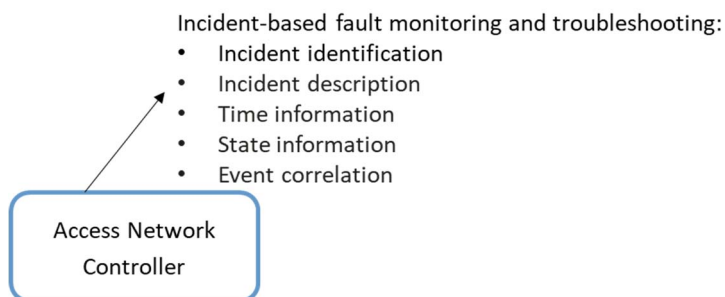 Incident-based fault monitoring and troubleshooting:
• Incident identification
• Incident description
• Time information
• State information
• Event correlation
Access Network
Controller